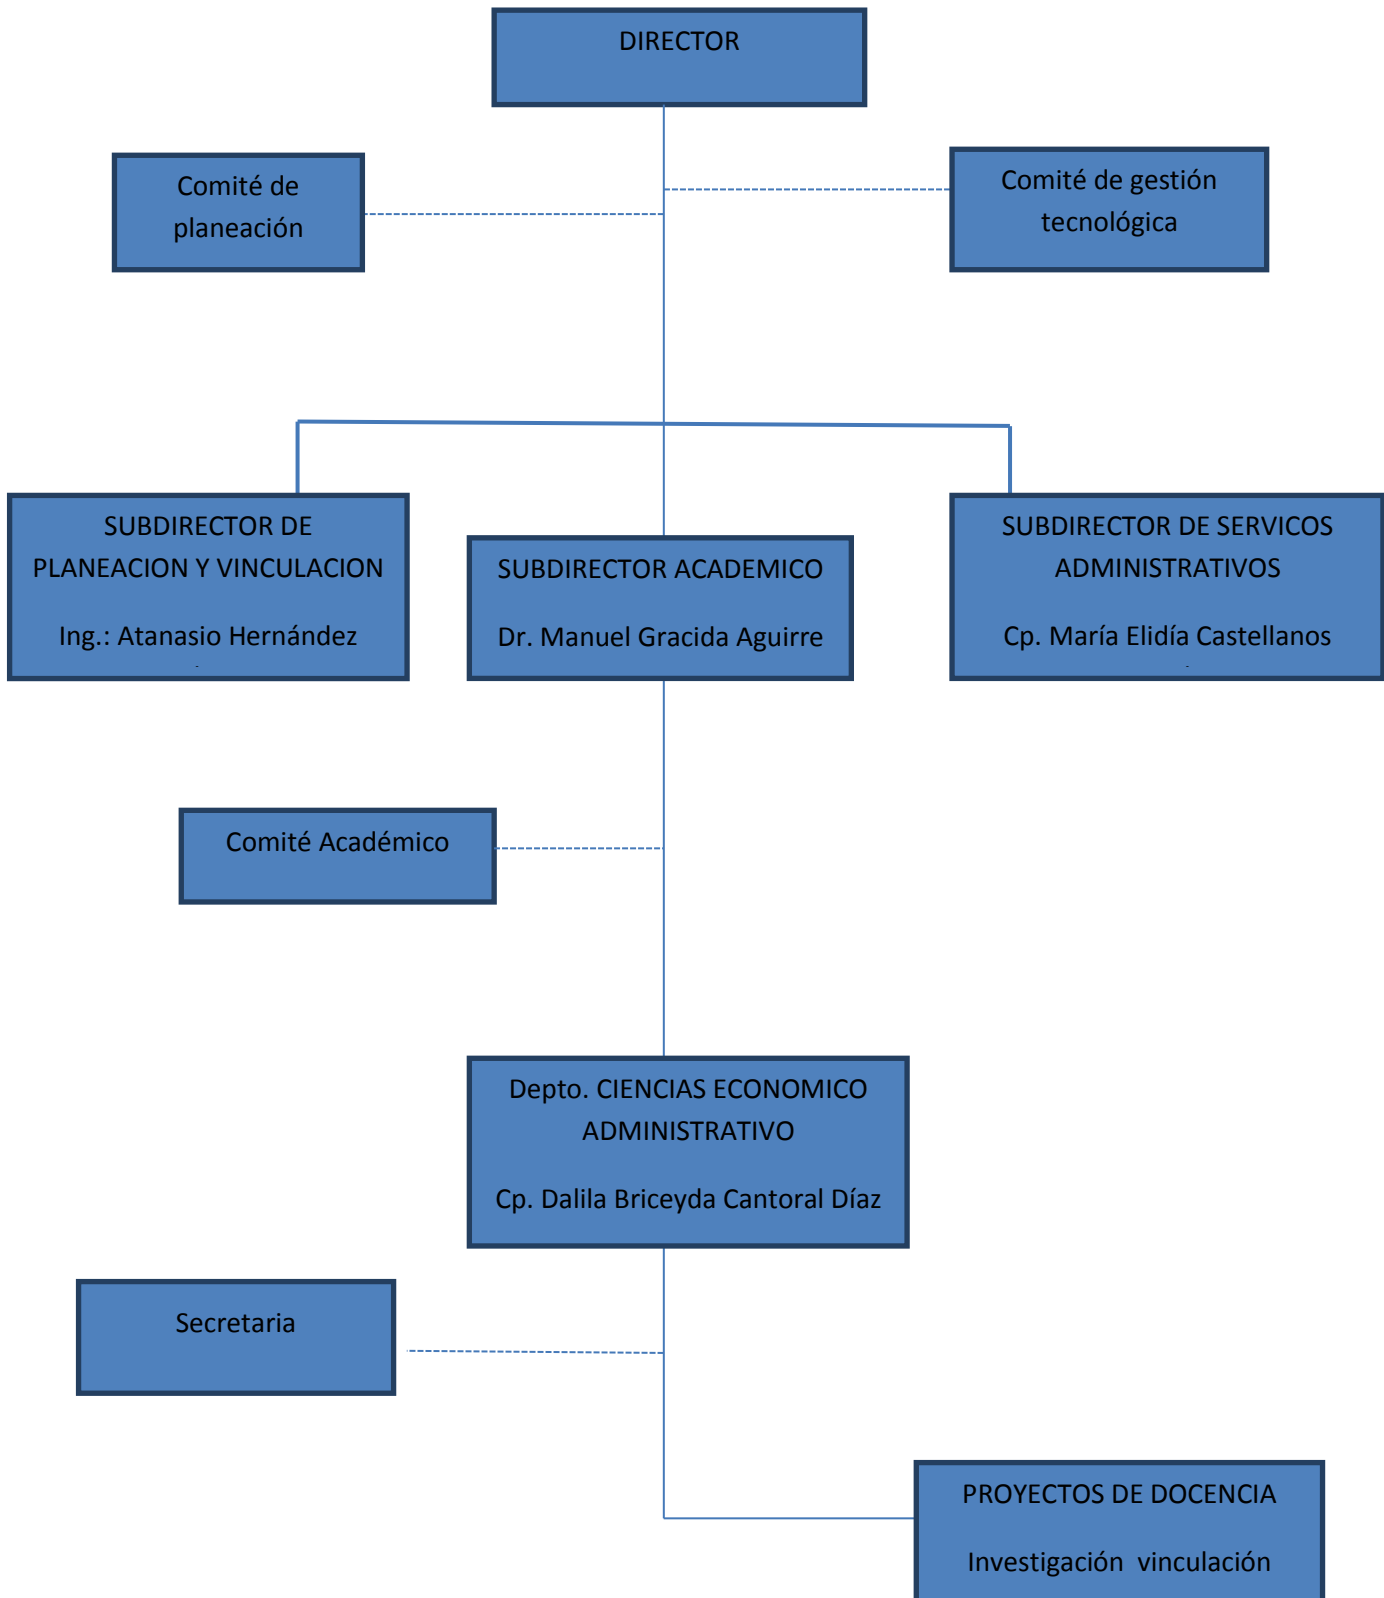 DIRECTOR
Comité de
planeación
Comité de gestión
tecnológica
SUBDIRECTOR DE
PLANEACION Y VINCULACION
Ing.: Atanasio Hernández
SUBDIRECTOR ACADEMICO
Dr. Manuel Gracida Aguirre
SUBDIRECTOR DE SERVICOS
ADMINISTRATIVOS
Cp. María Elidía Castellanos
Comité Académico
Depto. CIENCIAS ECONOMICO
ADMINISTRATIVO
Cp. Dalila Briceyda Cantoral Díaz
Secretaria
PROYECTOS DE DOCENCIA
Investigación vinculación